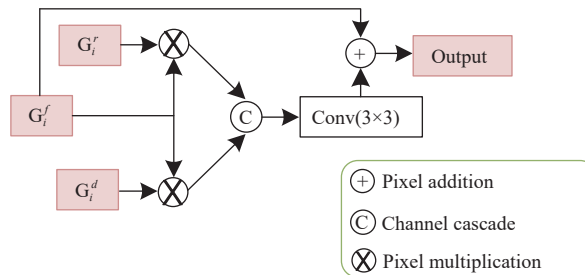 G_i^r
+
Output
G_i^f
C
Conv(3×3)
G_i^d
+ Pixel addition
C Channel cascade
Pixel multiplication